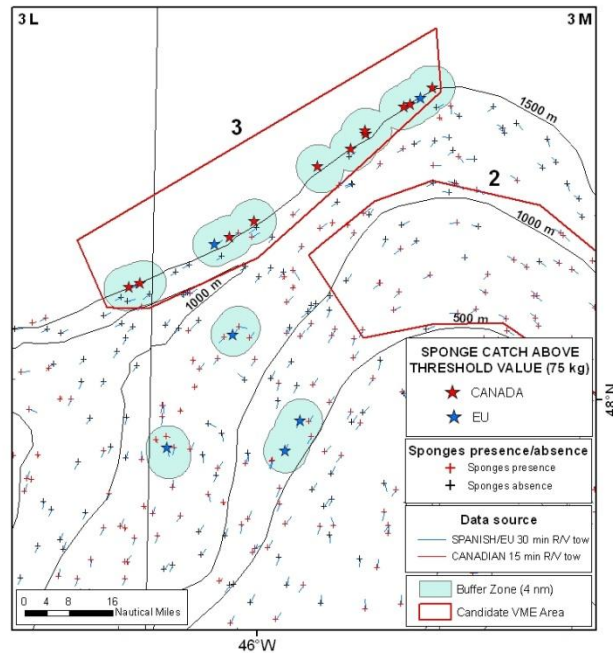 3 L
3 M
1500 m
3
2
1000 m
1000 m
500 m
SPONGE CATCH ABOVE
THRESHOLD VALUE (75 kg)
CANADA
EU
48°N
Sponges presence/absence
Sponges presence
Sponges absence
Data source
SPANISH/EU 30 min R/V tow
CANADIAN 15 min R/V tow
Buffer Zone (4 nm)
Candidate VME Area
0 4 8 16
Nautical Miles
46°W